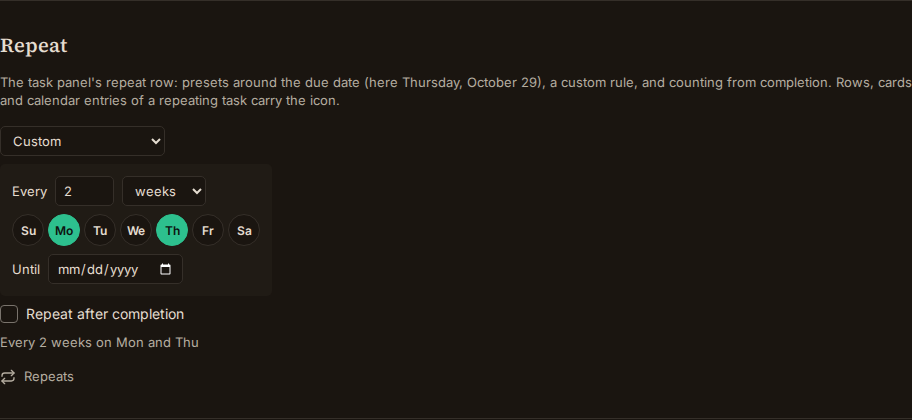 Repeat
The task panel's repeat row: presets around the due date (here Thursday, October 29), a custom rule, and counting from completion. Rows, cards
and calendar entries of a repeating task carry the icon.
Custom
Every 2 weeks
Su Mo Tu We Th Fr Sa
Until mm/dd/yyyy
Repeat after completion
Every 2 weeks on Mon and Thu
Repeats